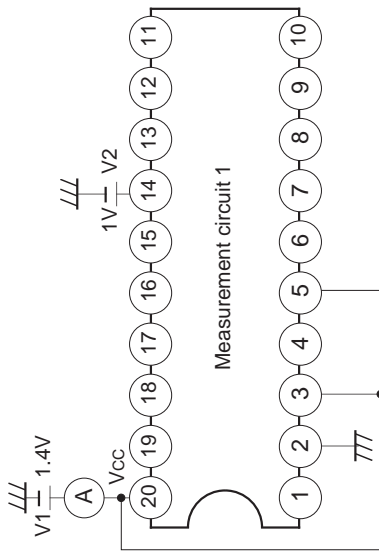 V1 1.4V
A
VCC
1V V2
20 19 18 17 16 15 14 13 12 11
Measurement circuit 1
1 2 3 4 5 6 7 8 9 10